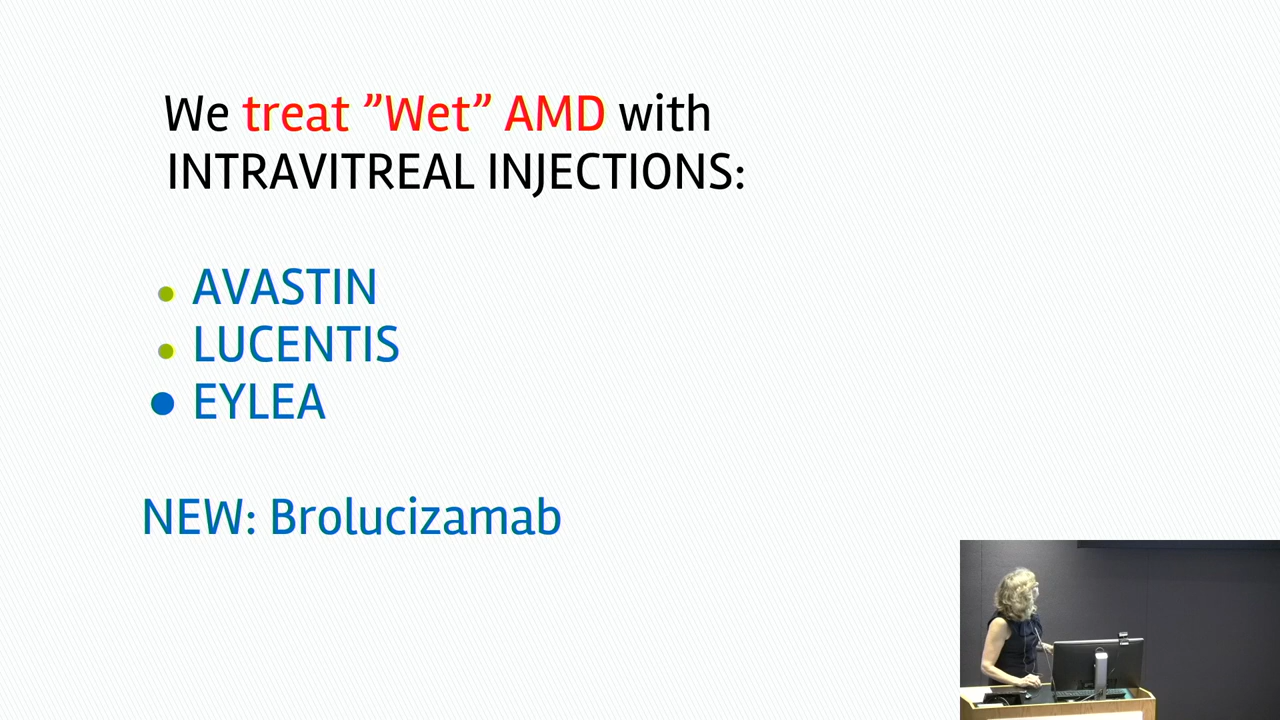 We treat ”Wet” AMD with
INTRAVITREAL INJECTIONS:
• AVASTIN
• LUCENTIS
• EYLEA
NEW: Brolucizamab